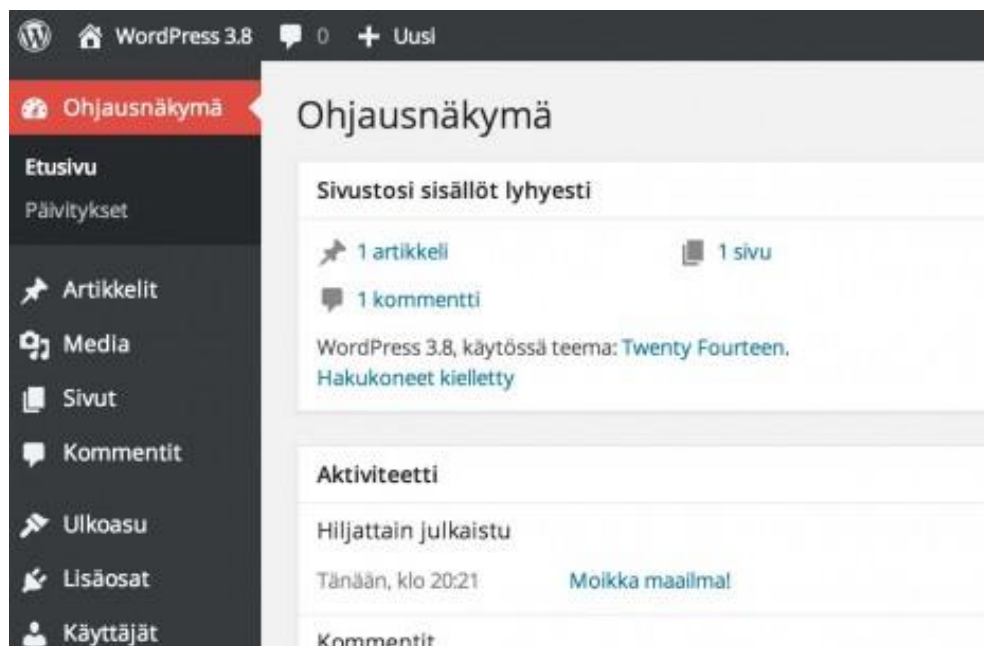 WordPress 3.8 0 + Uusi
Ohjausnäkymä
Etusivu
Päivitykset
Artikkelit
Media
Sivut
Kommentit
Ulkoasu
Lisäosat
Käyttäjät
Ohjausnäkymä
Sivustosi sisällöt lyhyesti
1 artikkeli 1 sivu
1 kommentti
WordPress 3.8, käytössä teema: Twenty Fourteen.
Hakukoneet kielletty
Aktiviteetti
Hiljattain julkaistu
Tänään, klo 20:21 Moikka maailma!
Kommentit